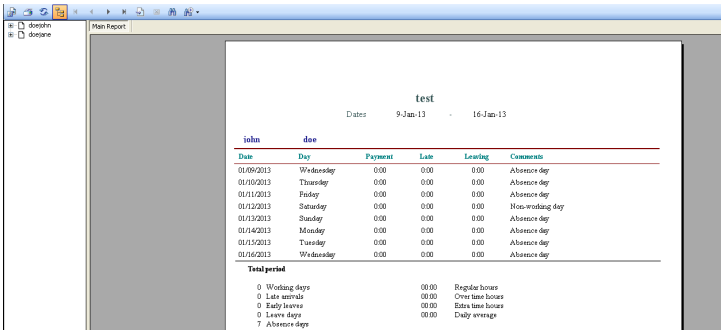 doejohn
doejane
Main Report
test
Dates 9-Jan-13 - 16-Jan-13
john doe
Date Day Payment Late Leaving Comments
01/09/2013 Wednesday 0:00 0:00 0:00 Absence day
01/10/2013 Thursday 0:00 0:00 0:00 Absence day
01/11/2013 Friday 0:00 0:00 0:00 Absence day
01/12/2013 Saturday 0:00 0:00 0:00 Non-working day
01/13/2013 Sunday 0:00 0:00 0:00 Absence day
01/14/2013 Monday 0:00 0:00 0:00 Absence day
01/15/2013 Tuesday 0:00 0:00 0:00 Absence day
01/16/2013 Wednesday 0:00 0:00 0:00 Absence day
Total period
0 Working days 00:00 Regular hours
0 Late arrivals 00:00 Over time hours
0 Early leaves 00:00 Extra time hours
0 Leave days 00:00 Daily average
7 Absence days